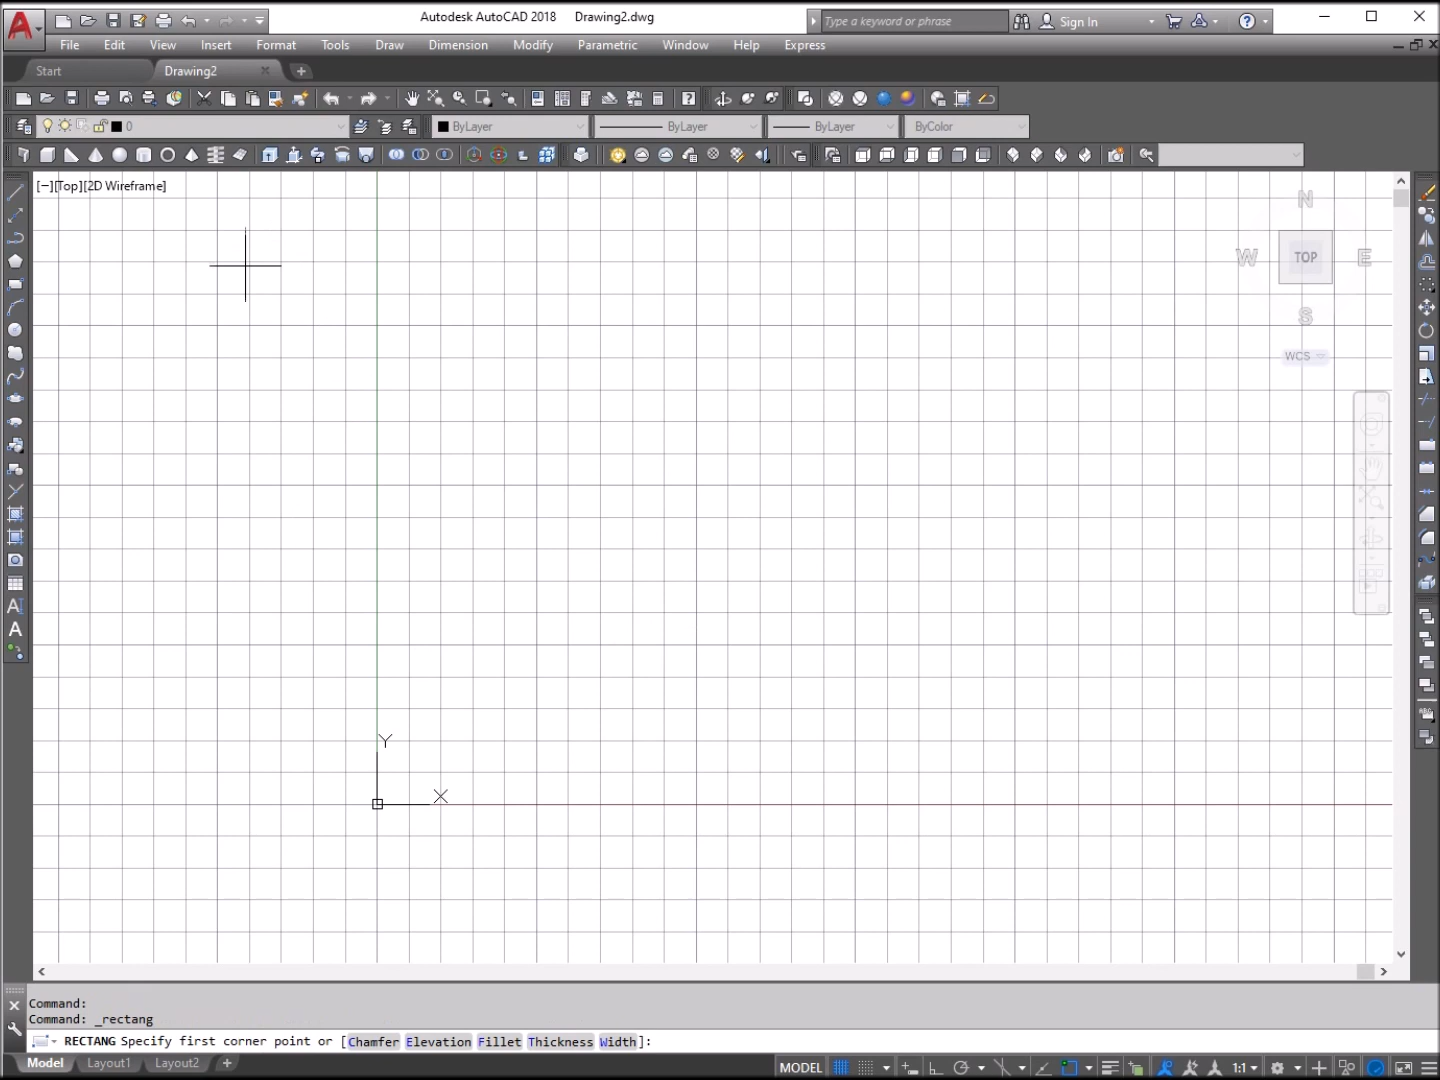 Autodesk AutoCAD 2018 Drawing2.dwg
Type a keyword or phrase
Sign In
File Edit View Insert Format Tools Draw Dimension Modify Parametric Window Help Express
Start Drawing2
0 ByLayer ByLayer ByLayer ByColor
[−][Top][2D Wireframe]
N
W TOP E
S
WCS
Y
X
Command:
Command: _rectang
RECTANG Specify first corner point or [Chamfer Elevation Fillet Thickness Width]:
Model Layout1 Layout2
MODEL 1:1